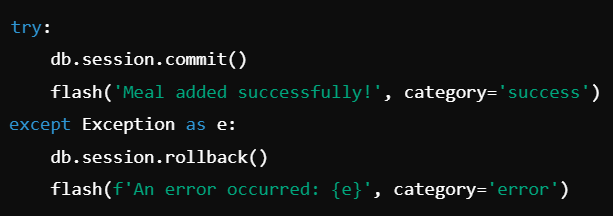 try:
    db.session.commit()
    flash('Meal added successfully!', category='success')
except Exception as e:
    db.session.rollback()
    flash(f'An error occurred: {e}', category='error')